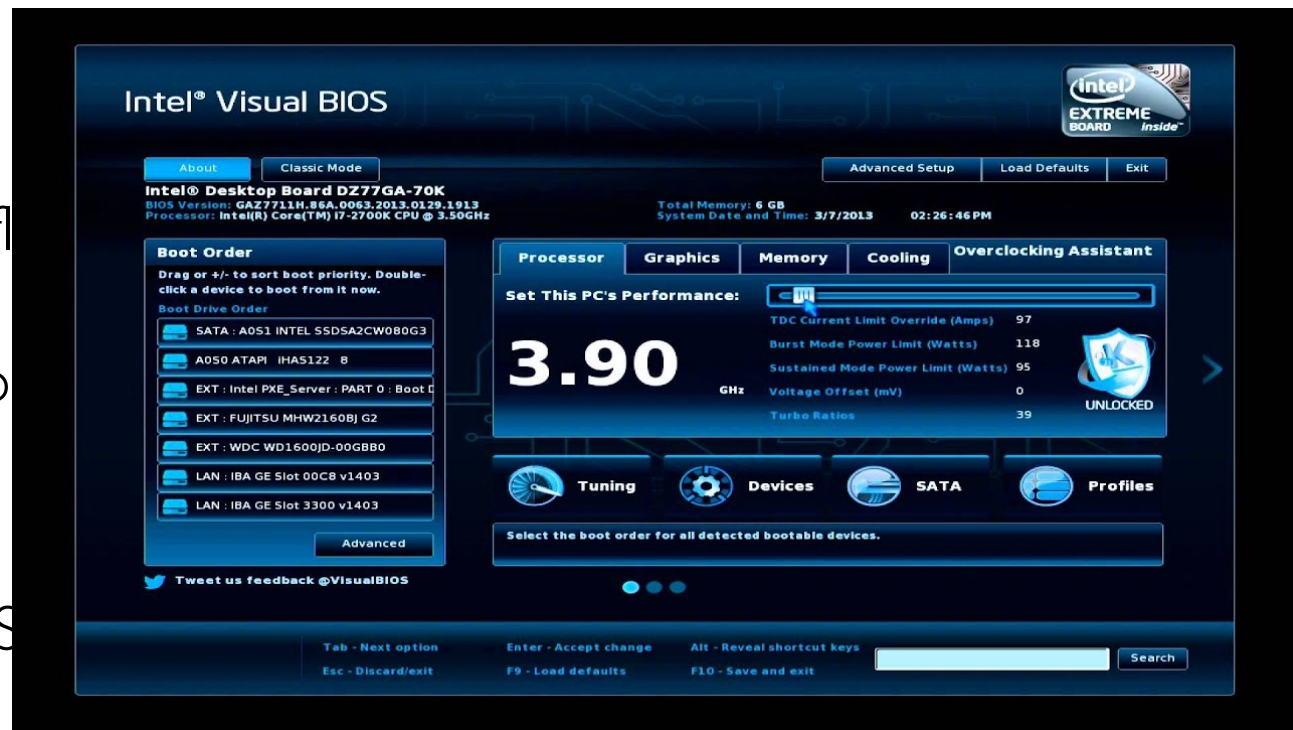 Intel® Visual BIOS
intel
EXTREME
BOARD inside™
About Classic Mode Advanced Setup Load Defaults Exit
Intel® Desktop Board DZ77GA-70K
BIOS Version: GAZ7711H.86A.0063.2013.0129.1913
Processor: Intel(R) Core(TM) i7-2700K CPU @ 3.50GHz
Total Memory: 6 GB
System Date and Time: 3/7/2013 02:26:46 PM
Boot Order
Drag or +/- to sort boot priority. Double-
click a device to boot from it now.
Boot Drive Order
SATA : A0S1 INTEL SSDSA2CW080G3
A0S0 ATAPI iHAS122 8
EXT : Intel PXE_Server : PART 0 : Boot
EXT : FUJITSU MHW2160BJ G2
EXT : WDC WD1600JD-00GBB0
LAN : IBA GE Slot 00C8 v1403
LAN : IBA GE Slot 3300 v1403
Advanced
Tweet us feedback @VisualBIOS
Processor Graphics Memory Cooling Overclocking Assistant
Set This PC's Performance:
3.90
GHz
TDC Current Limit Override (Amps) 97
Burst Mode Power Limit (Watts) 118
Sustained Mode Power Limit (Watts) 95
Voltage Offset (mV) 0
Turbo Ratios 39
K
UNLOCKED
Tuning Devices SATA Profiles
Select the boot order for all detected bootable devices.
Tab - Next option Enter - Accept change Alt - Reveal shortcut keys
Esc - Discard/exit F9 - Load defaults F10 - Save and exit
Search